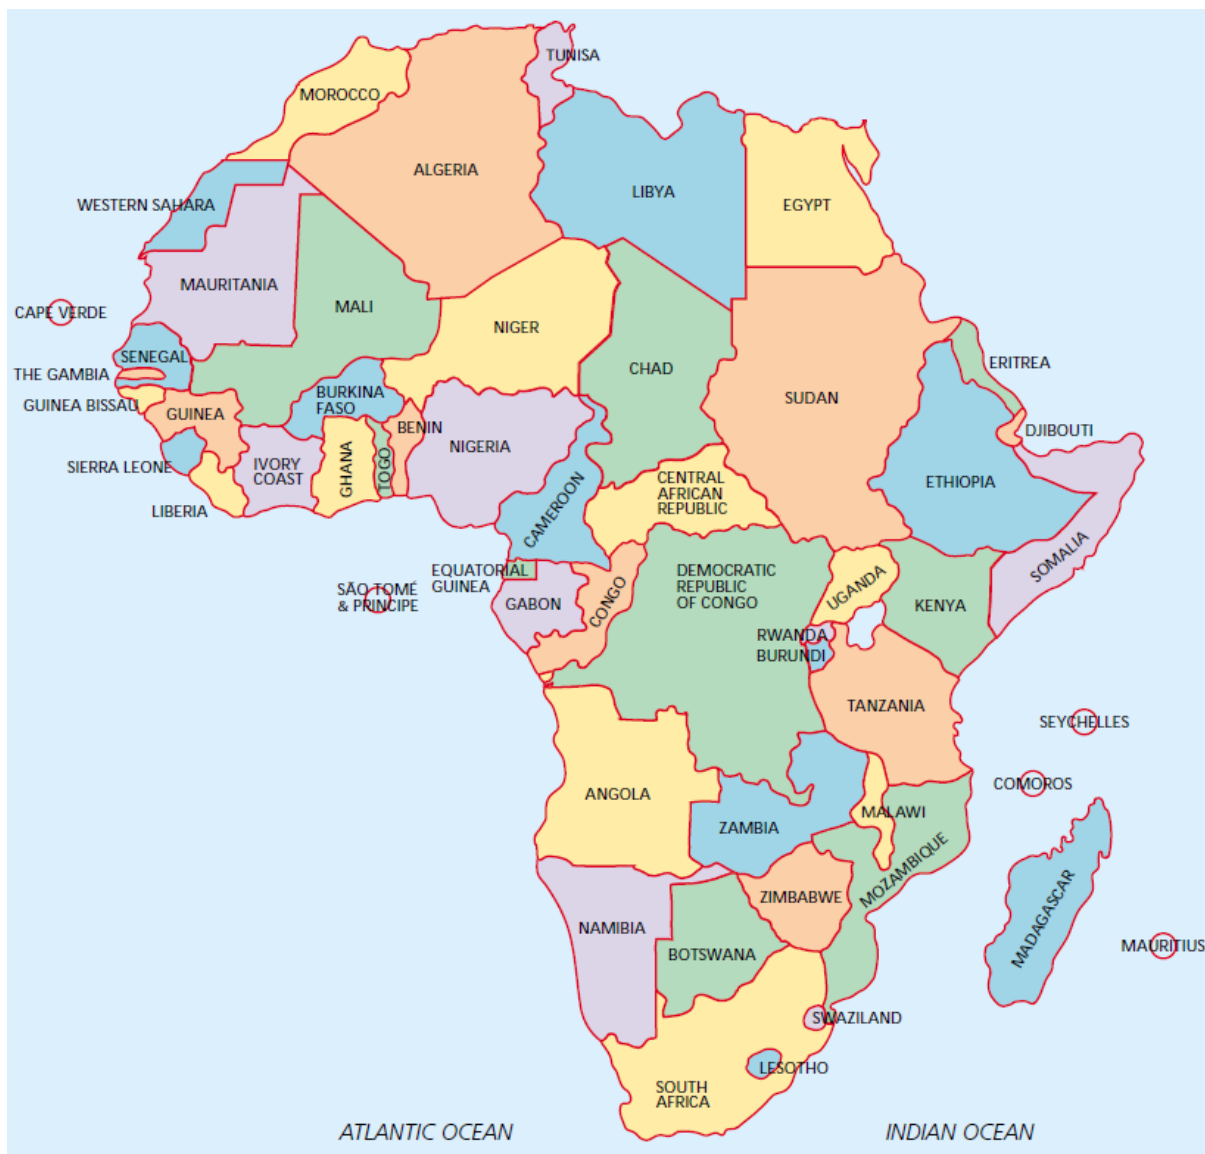 TUNISA
MOROCCO
ALGERIA
LIBYA
EGYPT
WESTERN SAHARA
MAURITANIA
MALI
CAPE VERDE
NIGER
CHAD
SUDAN
ERITREA
SENEGAL
THE GAMBIA
GUINEA BISSAU
GUINEA
BURKINA
FASO
BENIN
NIGERIA
DJIBOUTI
SIERRA LEONE
IVORY
COAST
GHANA
TOGO
CAMEROON
CENTRAL
AFRICAN
REPUBLIC
ETHIOPIA
LIBERIA
SOMALIA
EQUATORIAL
GUINEA
SÃO TOMÉ
& PRINCIPE
GABON
CONGO
DEMOCRATIC
REPUBLIC
OF CONGO
UGANDA
KENYA
RWANDA
BURUNDI
TANZANIA
SEYCHELLES
COMOROS
ANGOLA
ZAMBIA
MALAWI
MOZAMBIQUE
ZIMBABWE
MADAGASCAR
NAMIBIA
BOTSWANA
MAURITIUS
SWAZILAND
LESOTHO
SOUTH
AFRICA
ATLANTIC OCEAN
INDIAN OCEAN